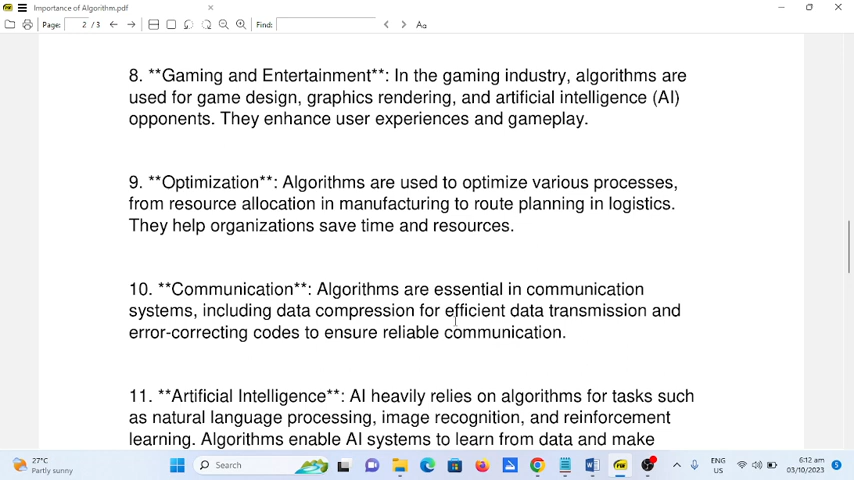 Importance of Algorithm.pdf
Page: 2 / 3 Find:
8. **Gaming and Entertainment**: In the gaming industry, algorithms are
used for game design, graphics rendering, and artificial intelligence (AI)
opponents. They enhance user experiences and gameplay.
9. **Optimization**: Algorithms are used to optimize various processes,
from resource allocation in manufacturing to route planning in logistics.
They help organizations save time and resources.
10. **Communication**: Algorithms are essential in communication
systems, including data compression for efficient data transmission and
error-correcting codes to ensure reliable communication.
11. **Artificial Intelligence**: AI heavily relies on algorithms for tasks such
as natural language processing, image recognition, and reinforcement
learning. Algorithms enable AI systems to learn from data and make
27°C
Partly sunny
Search
ENG
US
6:12 am
03/10/2023
5